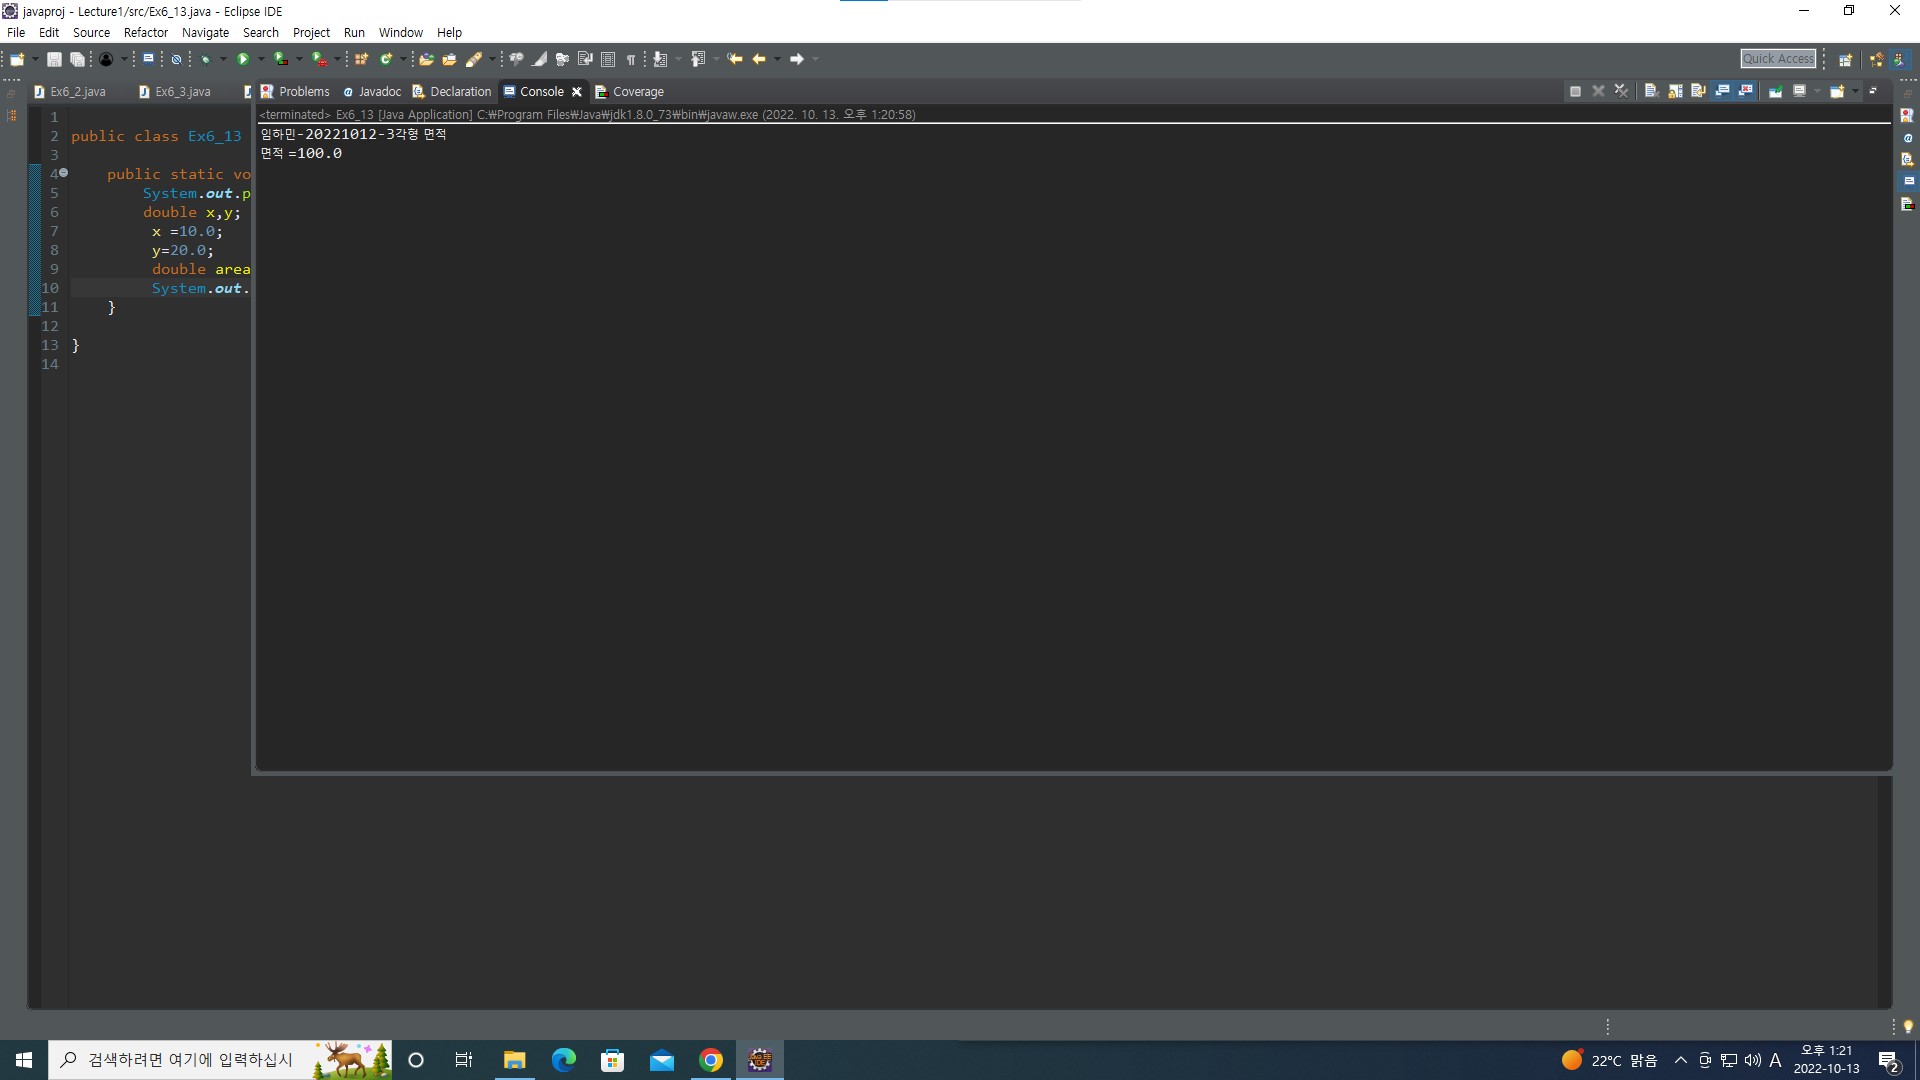 javaproj - Lecture1/src/Ex6_13.java - Eclipse IDE
File Edit Source Refactor Navigate Search Project Run Window Help
Quick Access
Ex6_2.java Ex6_3.java Problems @ Javadoc Declaration Console Coverage
<terminated> Ex6_13 [Java Application] C:₩Program Files₩Java₩jdk1.8.0_73₩bin₩javaw.exe (2022. 10. 13. 오후 1:20:58)
임하민-20221012-3각형 면적
면적 =100.0
1
2 public class Ex6_13
3
4 public static vo
5 System.out.p
6 double x,y;
7 x =10.0;
8 y=20.0;
9 double area
10 System.out.
11 }
12
13 }
14
검색하려면 여기에 입력하십시
22°C 맑음
A
오후 1:21
2022-10-13
2